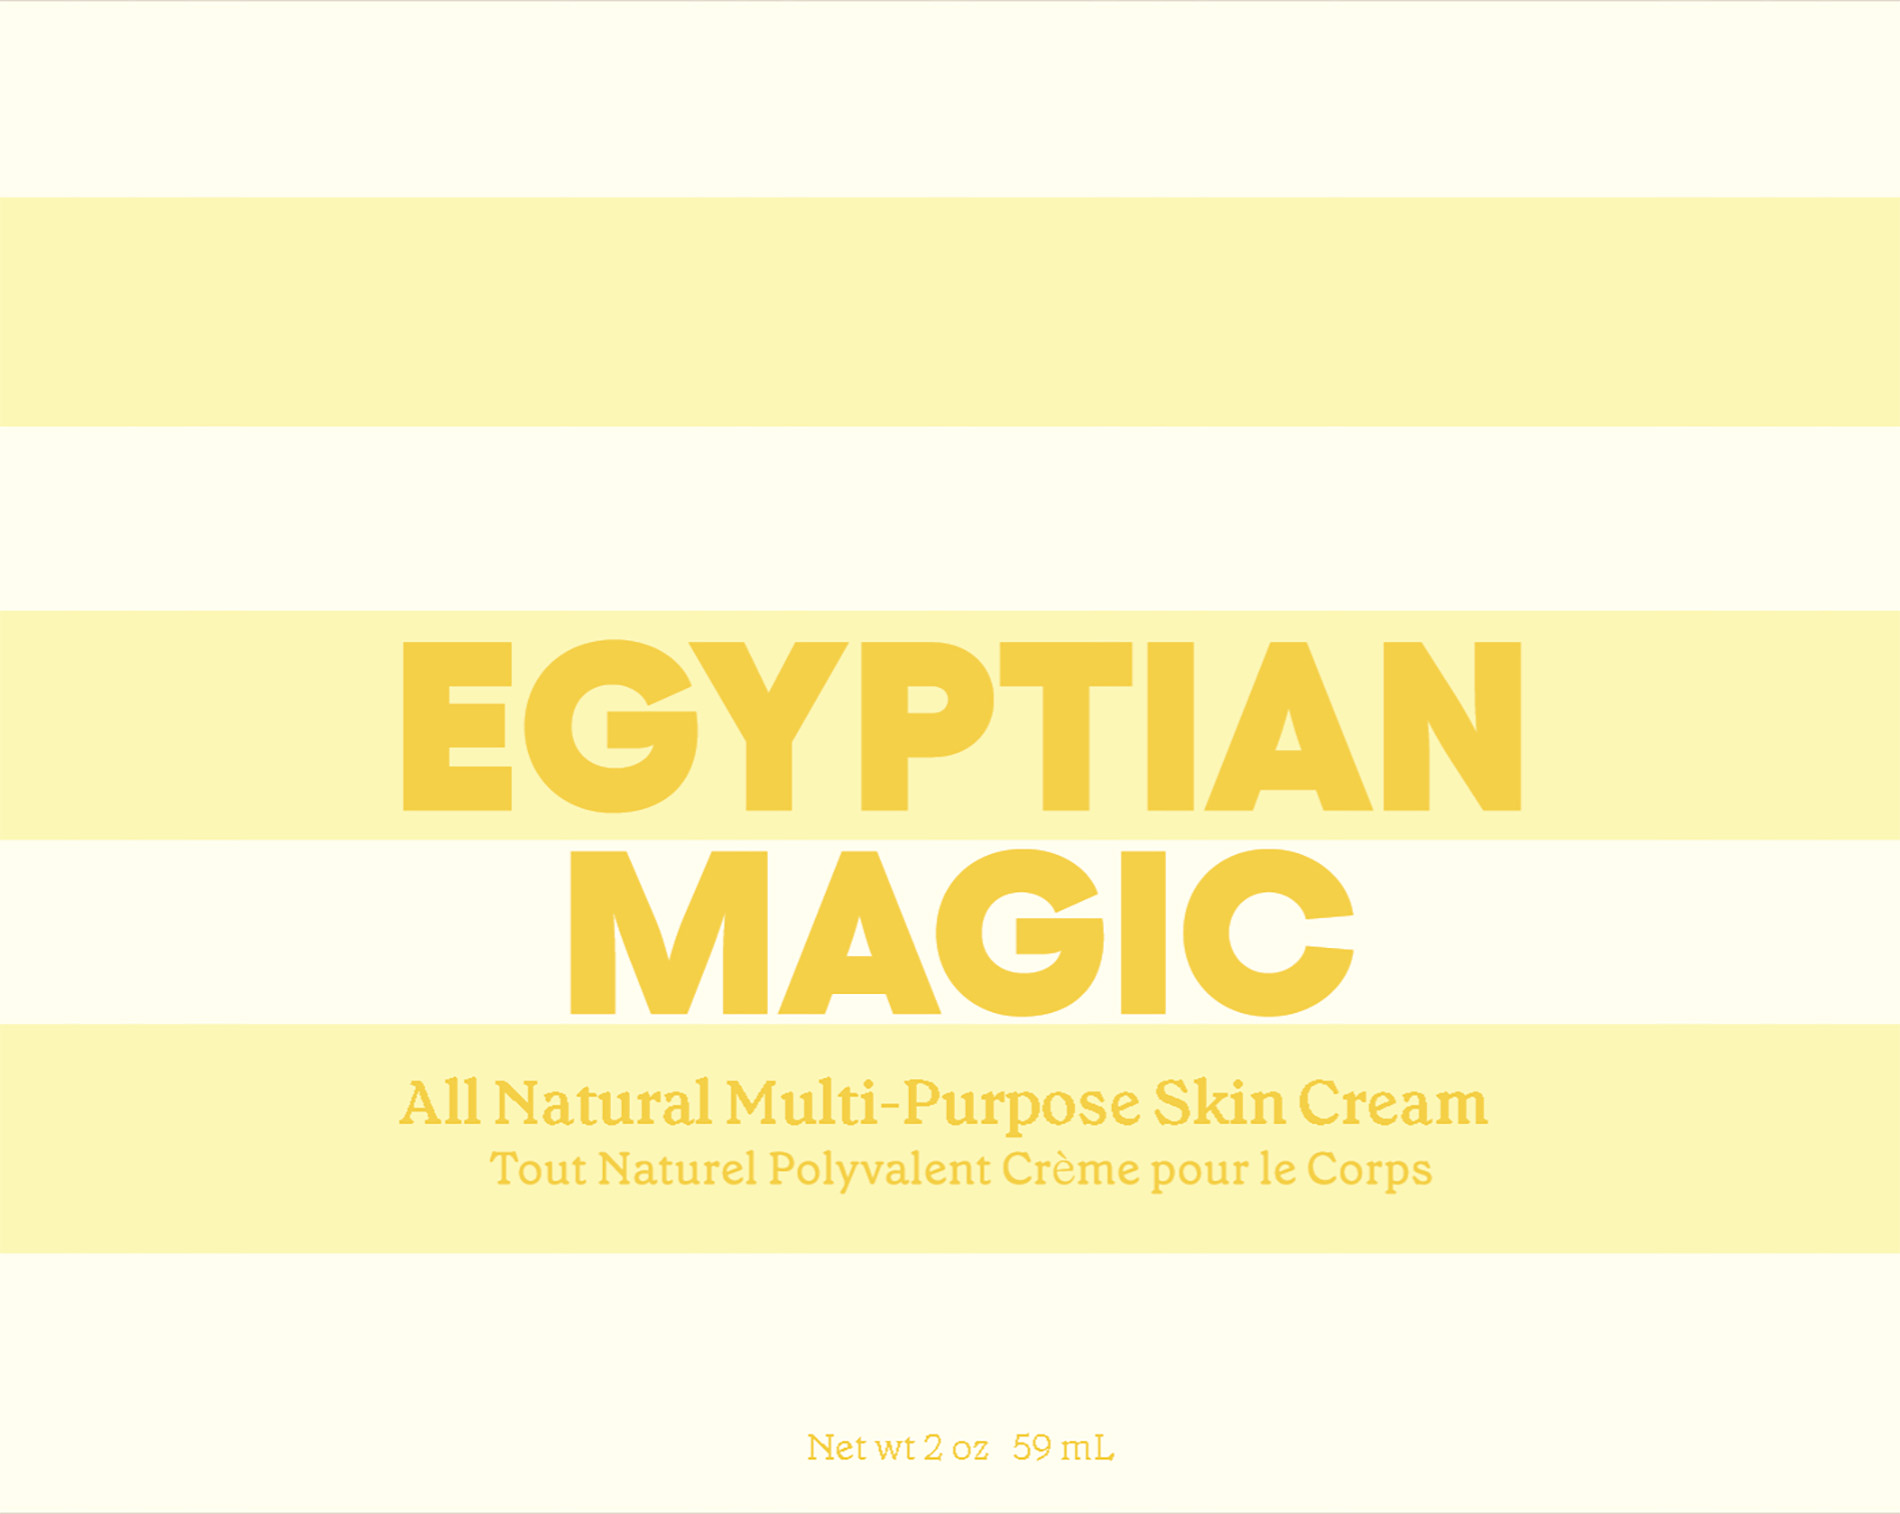 EGYPTIAN
MAGIC
All Natural Multi-Purpose Skin Cream
Tout Naturel Polyvalent Crème pour le Corps
Net wt 2 oz 59 mL